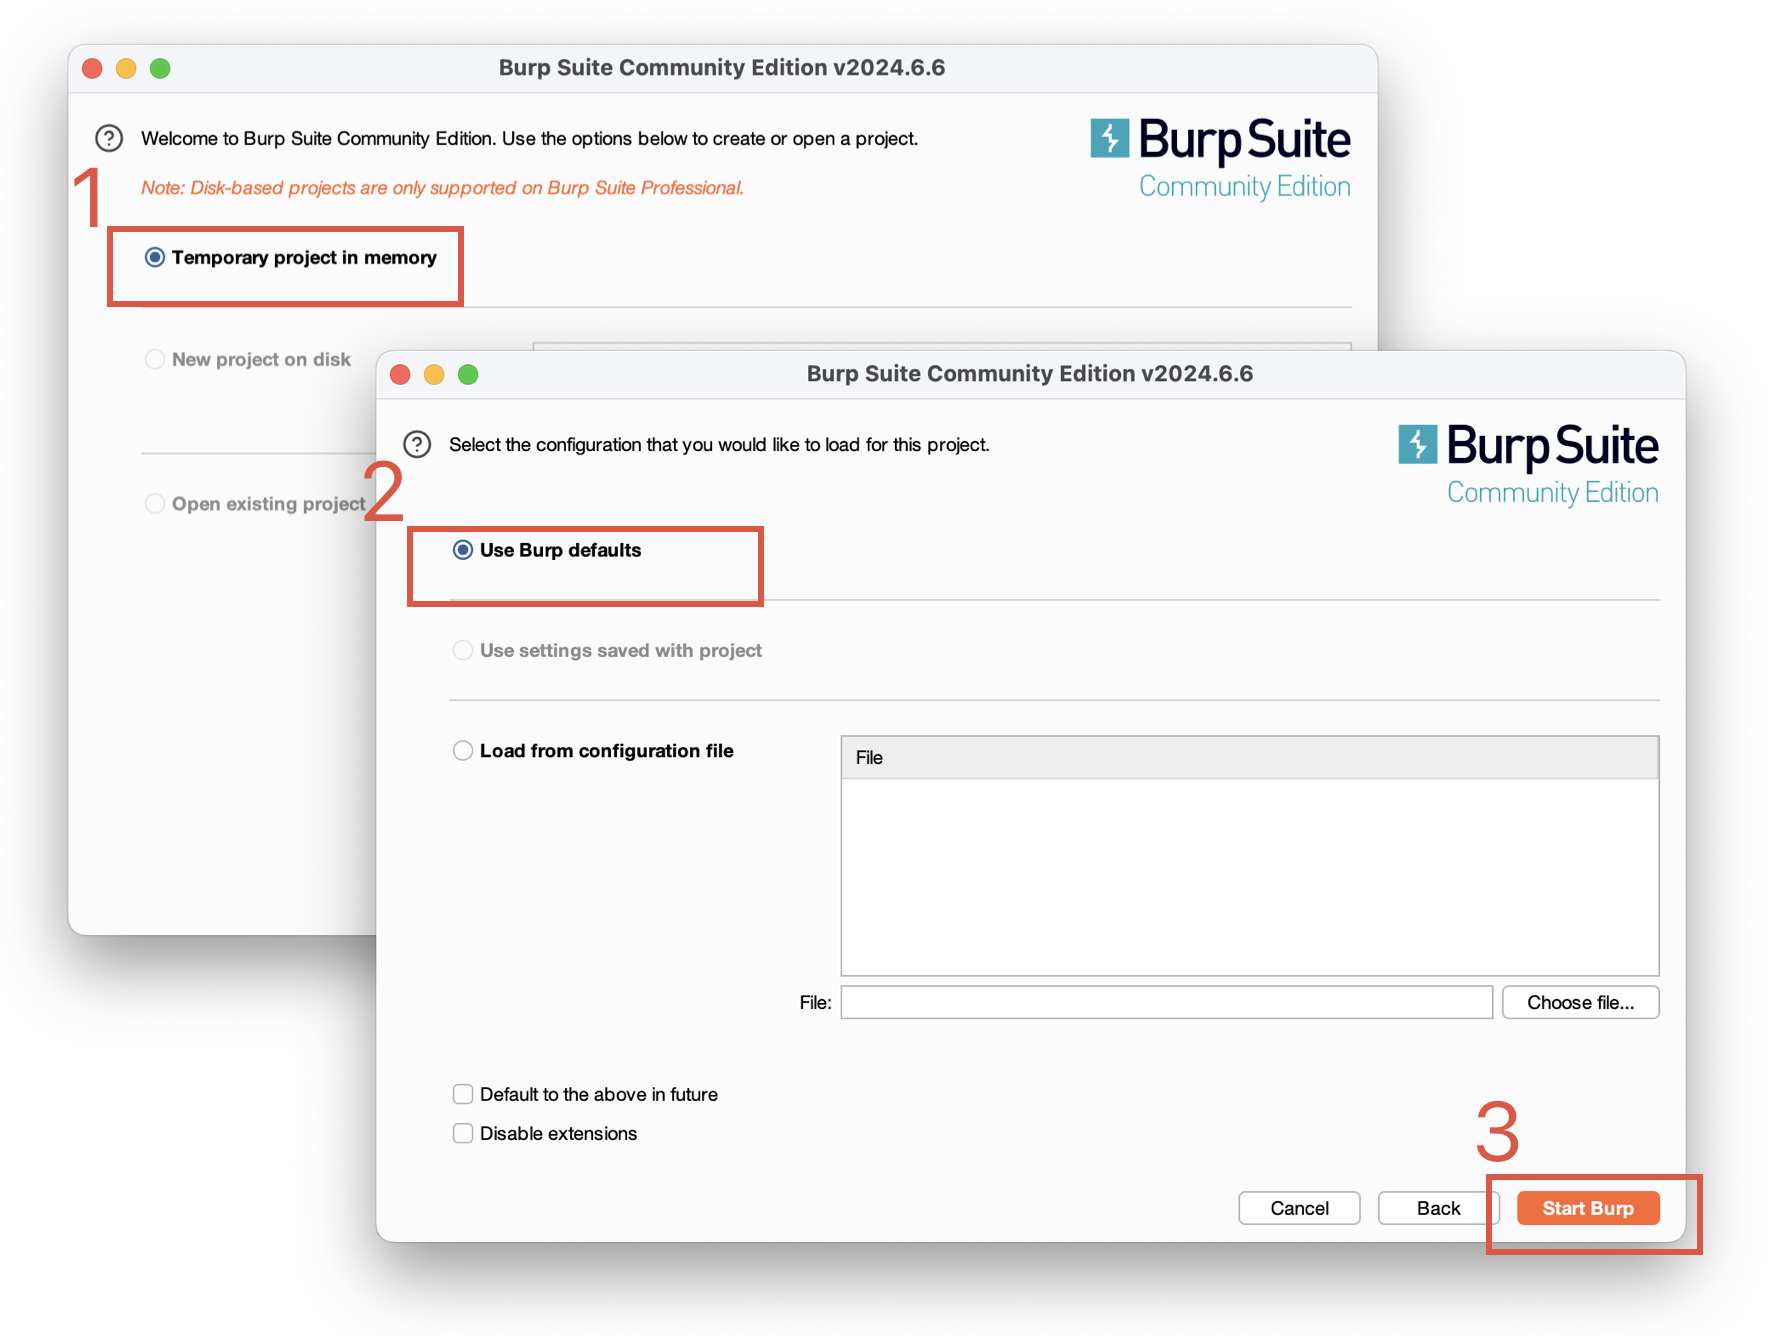 Burp Suite Community Edition v2024.6.6
Welcome to Burp Suite Community Edition. Use the options below to create or open a project.
Burp Suite
Community Edition
Note: Disk-based projects are only supported on Burp Suite Professional.
1
Temporary project in memory
New project on disk
Open existing project
Burp Suite Community Edition v2024.6.6
Select the configuration that you would like to load for this project.
Burp Suite
Community Edition
2
Use Burp defaults
Use settings saved with project
Load from configuration file
File
File:
Choose file...
Default to the above in future
Disable extensions
3
Cancel
Back
Start Burp